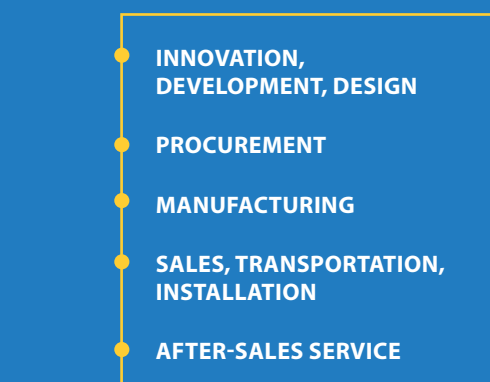 INNOVATION,
DEVELOPMENT, DESIGN
PROCUREMENT
MANUFACTURING
SALES, TRANSPORTATION,
INSTALLATION
AFTER-SALES SERVICE